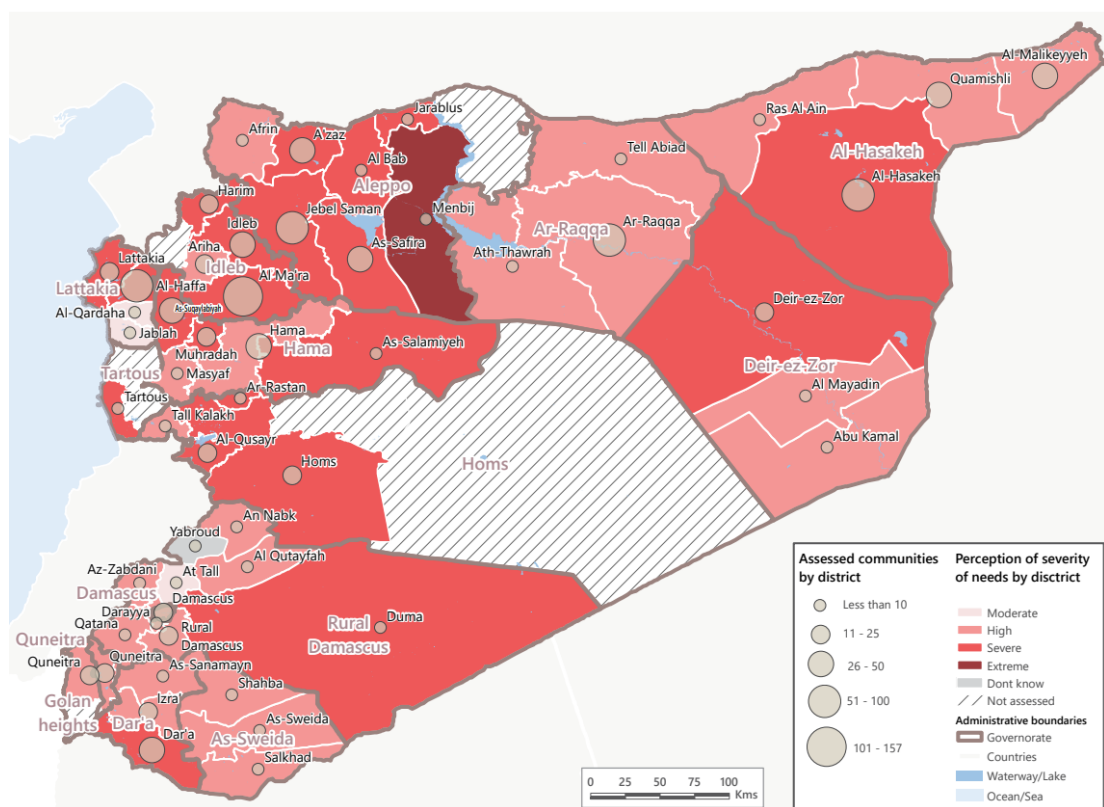 Al-Malikeyyeh
Quamishli
Jarablus
Ras Al Ain
Afrin
A'zaz
Al Bab
Tell Abiad
Al-Hasakeh
Aleppo
Al-Hasakeh
Harim
Jebel Saman
Menbij
Idleb
Ar-Raqqa
Ar-Raqqa
Ariha
As-Safira
Ath-Thawrah
Lattakia
Idleb
Al-Ma'ra
Lattakia
Al-Haffa
As-Suqaylabiyah
Al-Qardaha
Deir-ez-Zor
Jablah
Hama
Muhradah
Hama
As-Salamiyeh
Tartous
Masyaf
Deir-ez-Zor
Ar-Rastan
Al Mayadin
Tartous
Tall Kalakh
Al-Qusayr
Abu Kamal
Homs
Homs
An Nabk
Yabroud
Al Qutayfah
Az-Zabdani
At Tall
Damascus
Damascus
Darayya
Duma
Qatana
Rural
Damascus
Rural
Damascus
Quneitra
Quneitra
Quneitra
As-Sanamayn
Shahba
Izra'
Golan
heights
Dar'a
Dar'a
As-Sweida
As-Sweida
Salkhad
0 25 50 75 100
Kms
Assessed communities
by district
Less than 10
11 - 25
26 - 50
51 - 100
101 - 157
Perception of severity
of needs by disctrict
Moderate
High
Severe
Extreme
Dont know
Not assessed
Administrative boundaries
Governorate
Countries
Waterway/Lake
Ocean/Sea